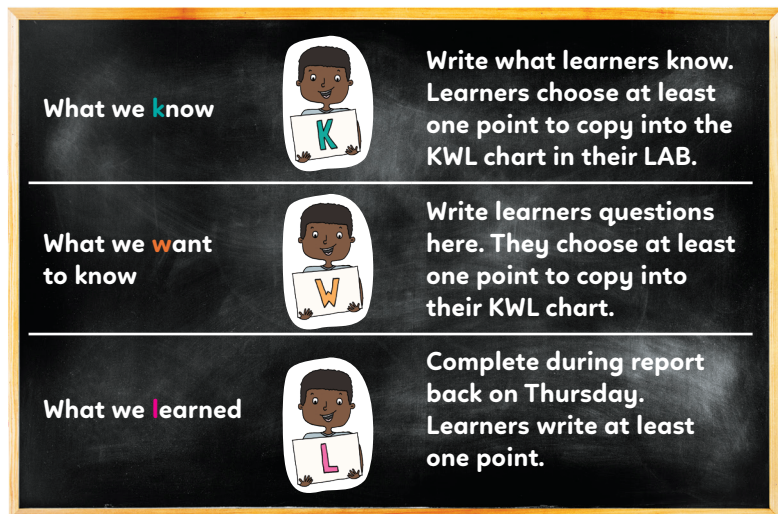 What we know
K
Write what learners know.
Learners choose at least
one point to copy into the
KWL chart in their LAB.
What we want
to know
W
Write learners questions
here. They choose at least
one point to copy into
their KWL chart.
What we learned
L
Complete during report
back on Thursday.
Learners write at least
one point.